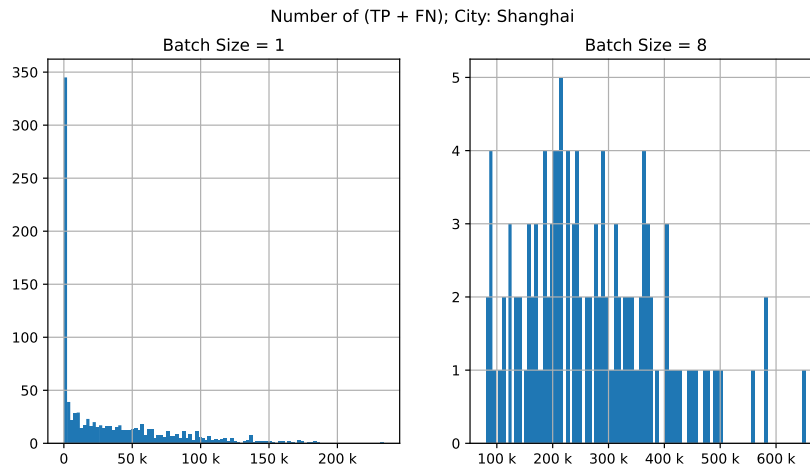 Number of (TP + FN); City: Shanghai
Batch Size = 1
350
300
250
200
150
100
50
0
0 50 k 100 k 150 k 200 k
Batch Size = 8
5
4
3
2
1
0
100 k 200 k 300 k 400 k 500 k 600 k